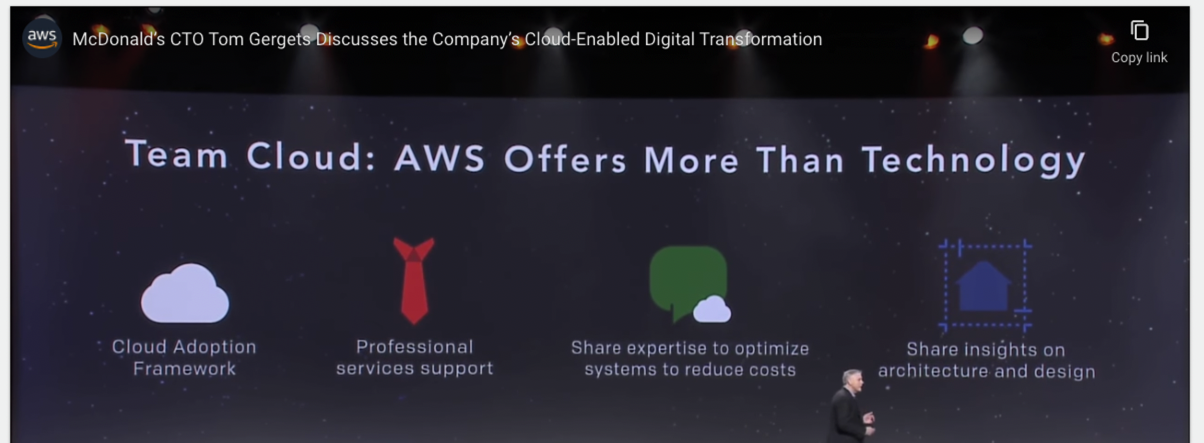 aws
McDonald's CTO Tom Gergets Discusses the Company's Cloud-Enabled Digital Transformation
Copy link
Team Cloud: AWS Offers More Than Technology
Cloud Adoption
Framework
Professional
services support
Share expertise to optimize
systems to reduce costs
Share insights on
architecture and design